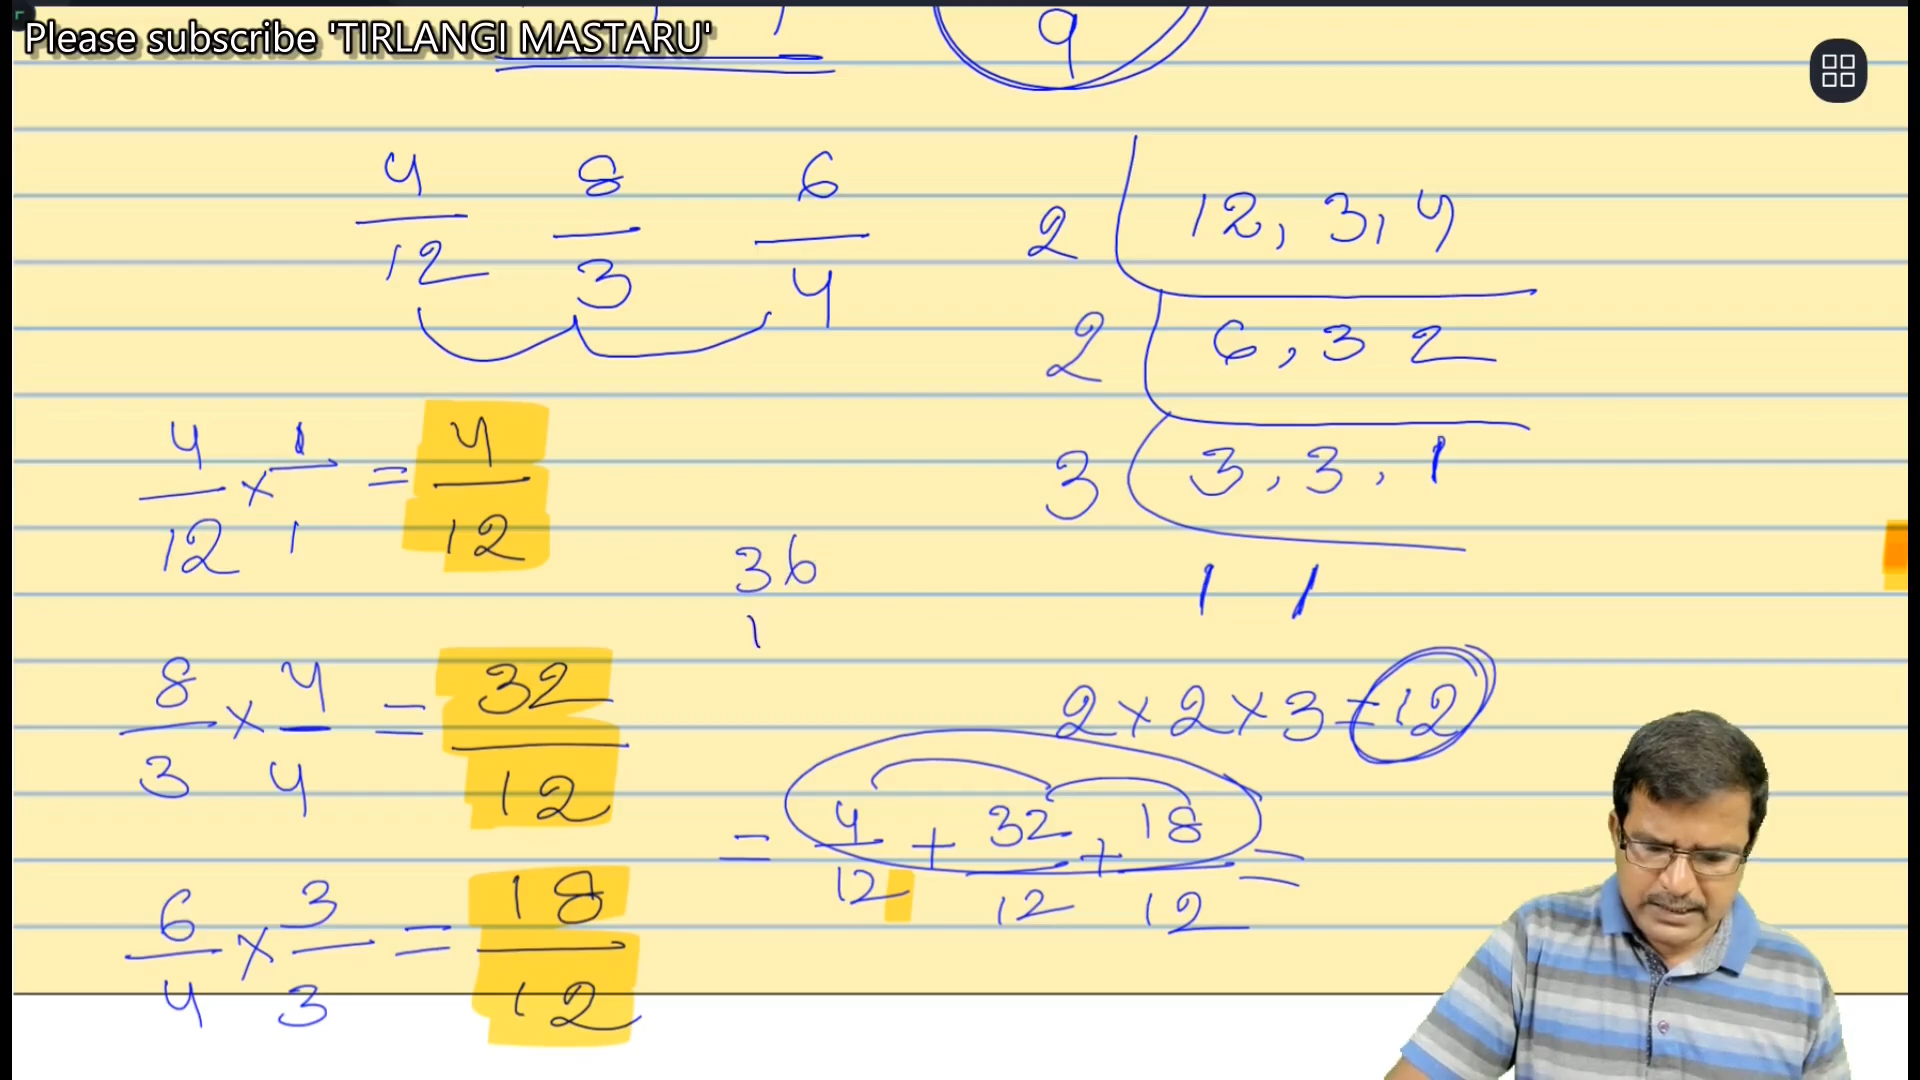 Please subscribe 'TIRLANGI MASTARU'
9
4/12 8/3 6/4
2 | 12, 3, 4
2 | 6, 3 2
3 | 3, 3, 1
1 1
4/12 × 1/1 = 4/12
36
1
8/3 × 4/4 = 32/12
2 × 2 × 3 = 12
= 4/12 + 32/12 + 18/12 =
6/4 × 3/3 = 18/12